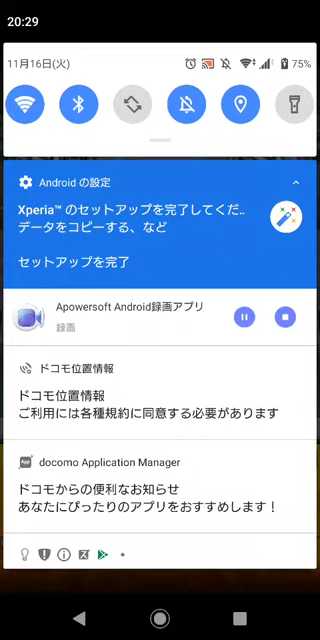 20:29
11月16日(火)
75%
Android の設定
Xperia™ のセットアップを完了してくだ..
データをコピーする、など
セットアップを完了
Apowersoft Android録画アプリ
録画
ドコモ位置情報
ドコモ位置情報
ご利用には各種規約に同意する必要があります
App
docomo Application Manager
ドコモからの便利なお知らせ
あなたにぴったりのアプリをおすすめします！